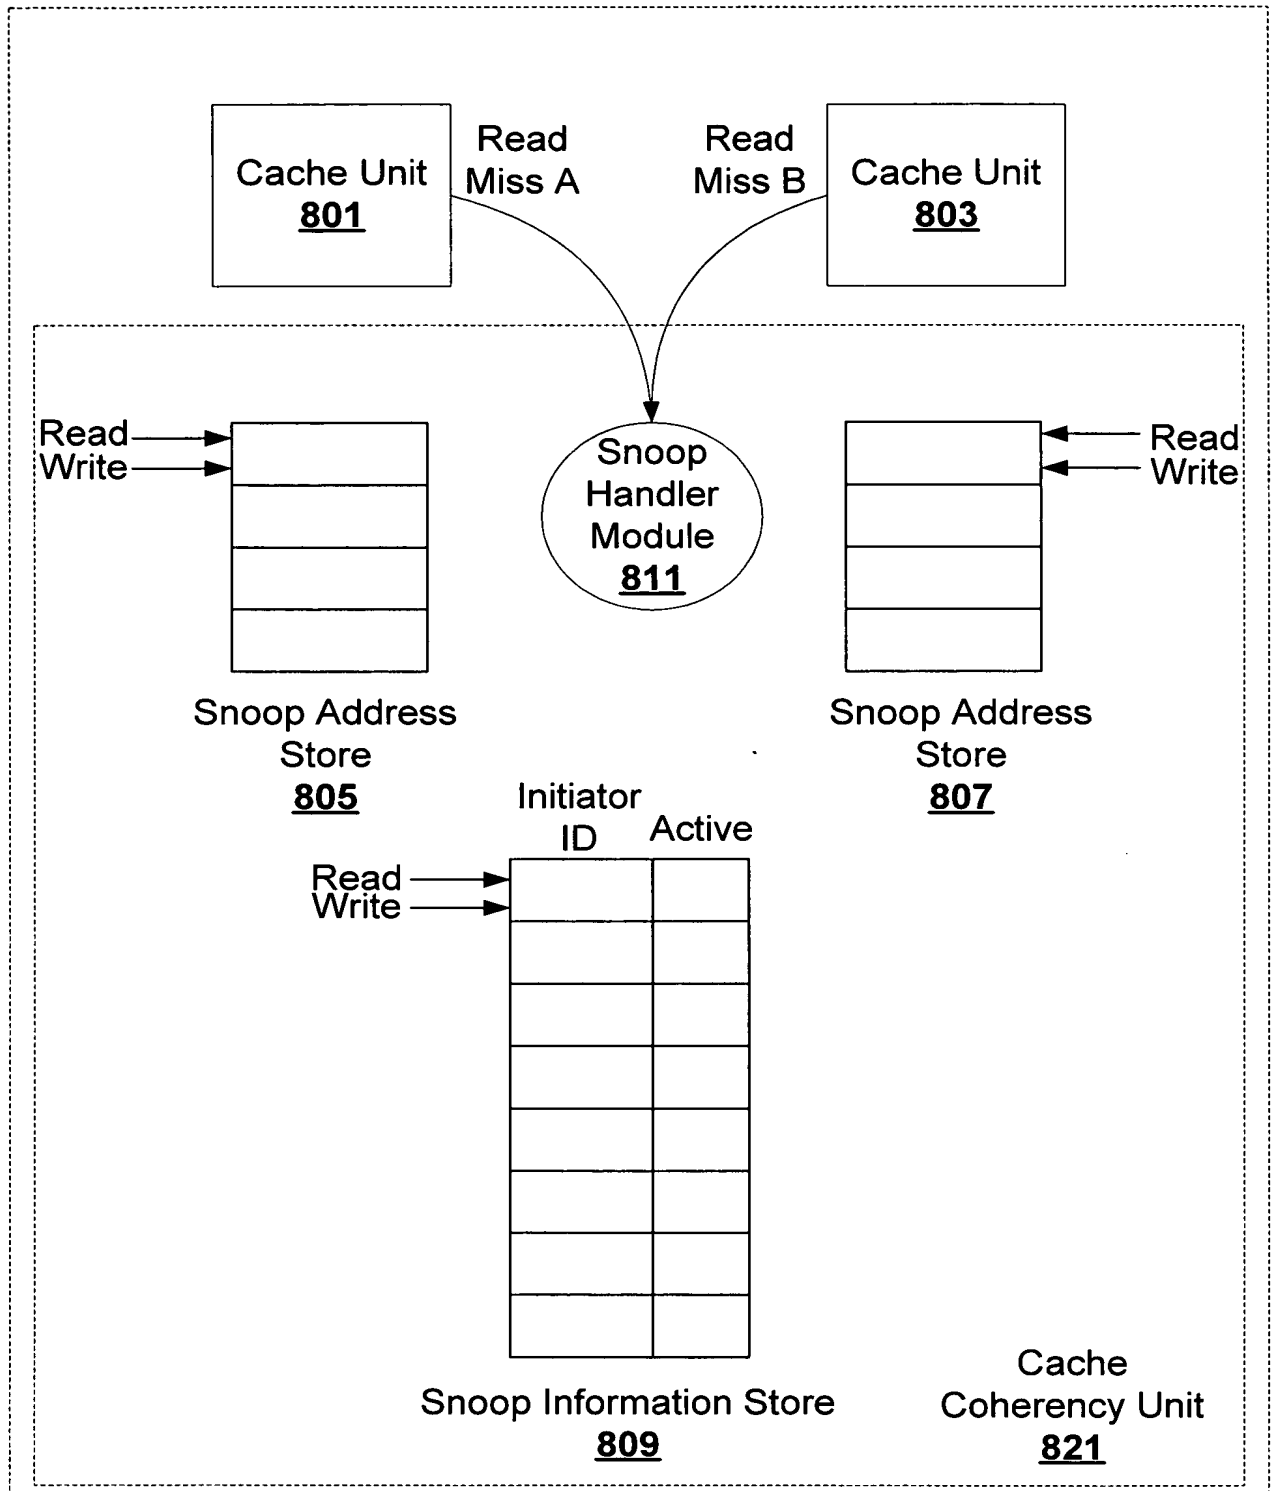 Cache Unit
801
Read
Miss A
Read
Miss B
Cache Unit
803
Read
Write
Snoop
Handler
Module
811
Read
Write
Snoop Address
Store
805
Snoop Address
Store
807
Initiator
ID
Active
Read
Write
Snoop Information Store
809
Cache
Coherency Unit
821